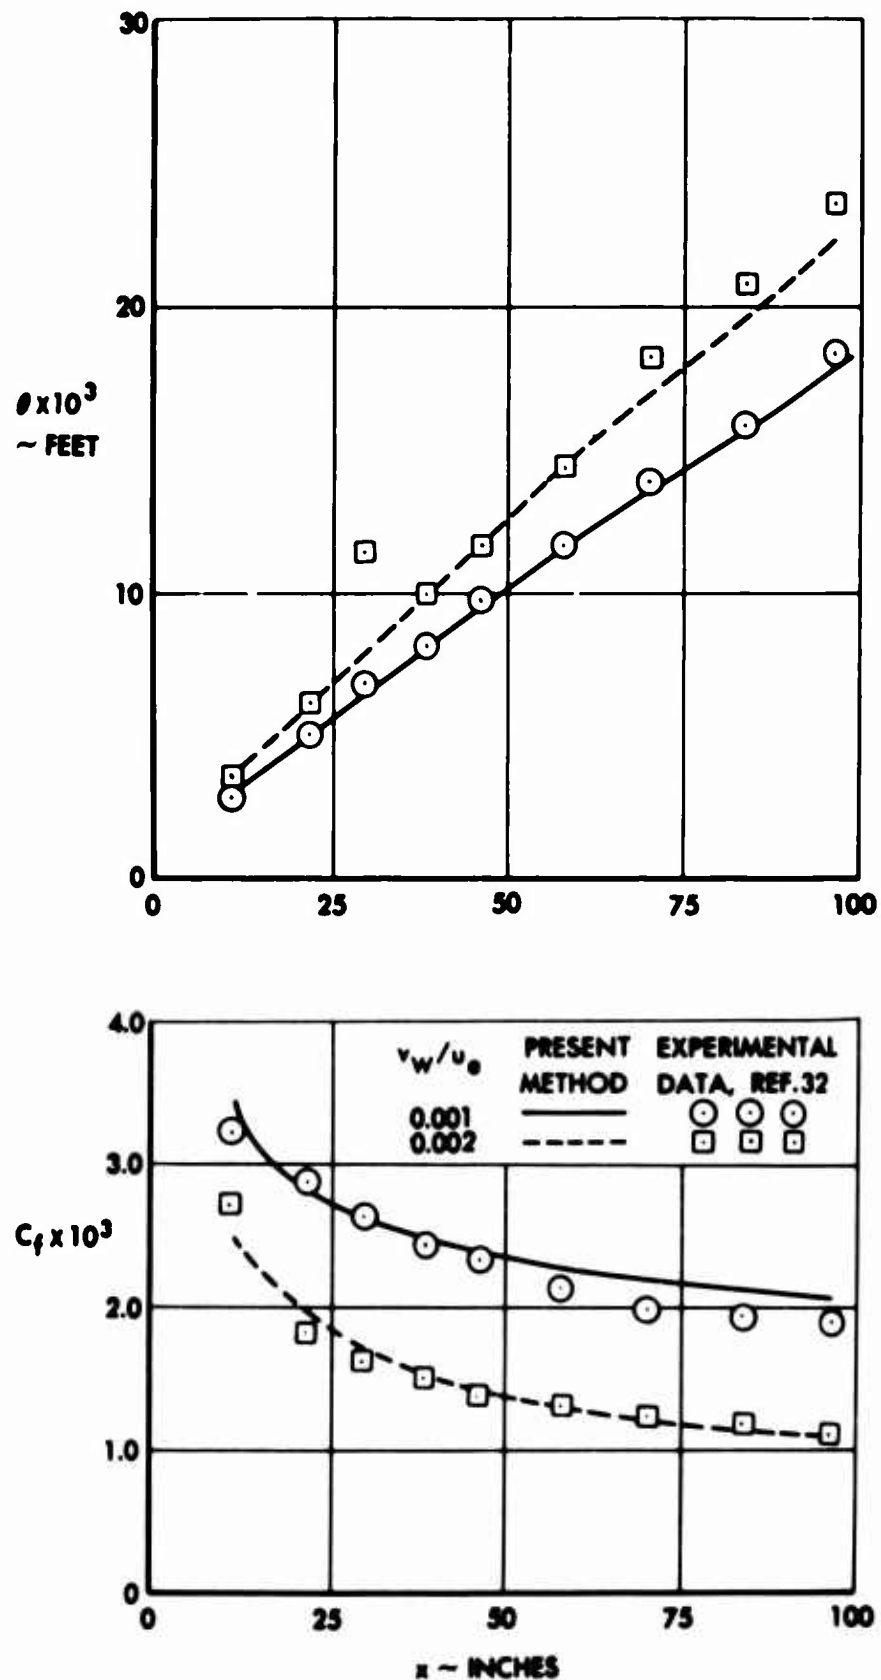 30
20
θ x10³
~ FEET
10
0
0 25 50 75 100
4.0
v_w/u_e PRESENT EXPERIMENTAL
METHOD DATA, REF.32
0.001
0.002
3.0
C_f x10³
2.0
1.0
0
0 25 50 75 100
x ~ INCHES